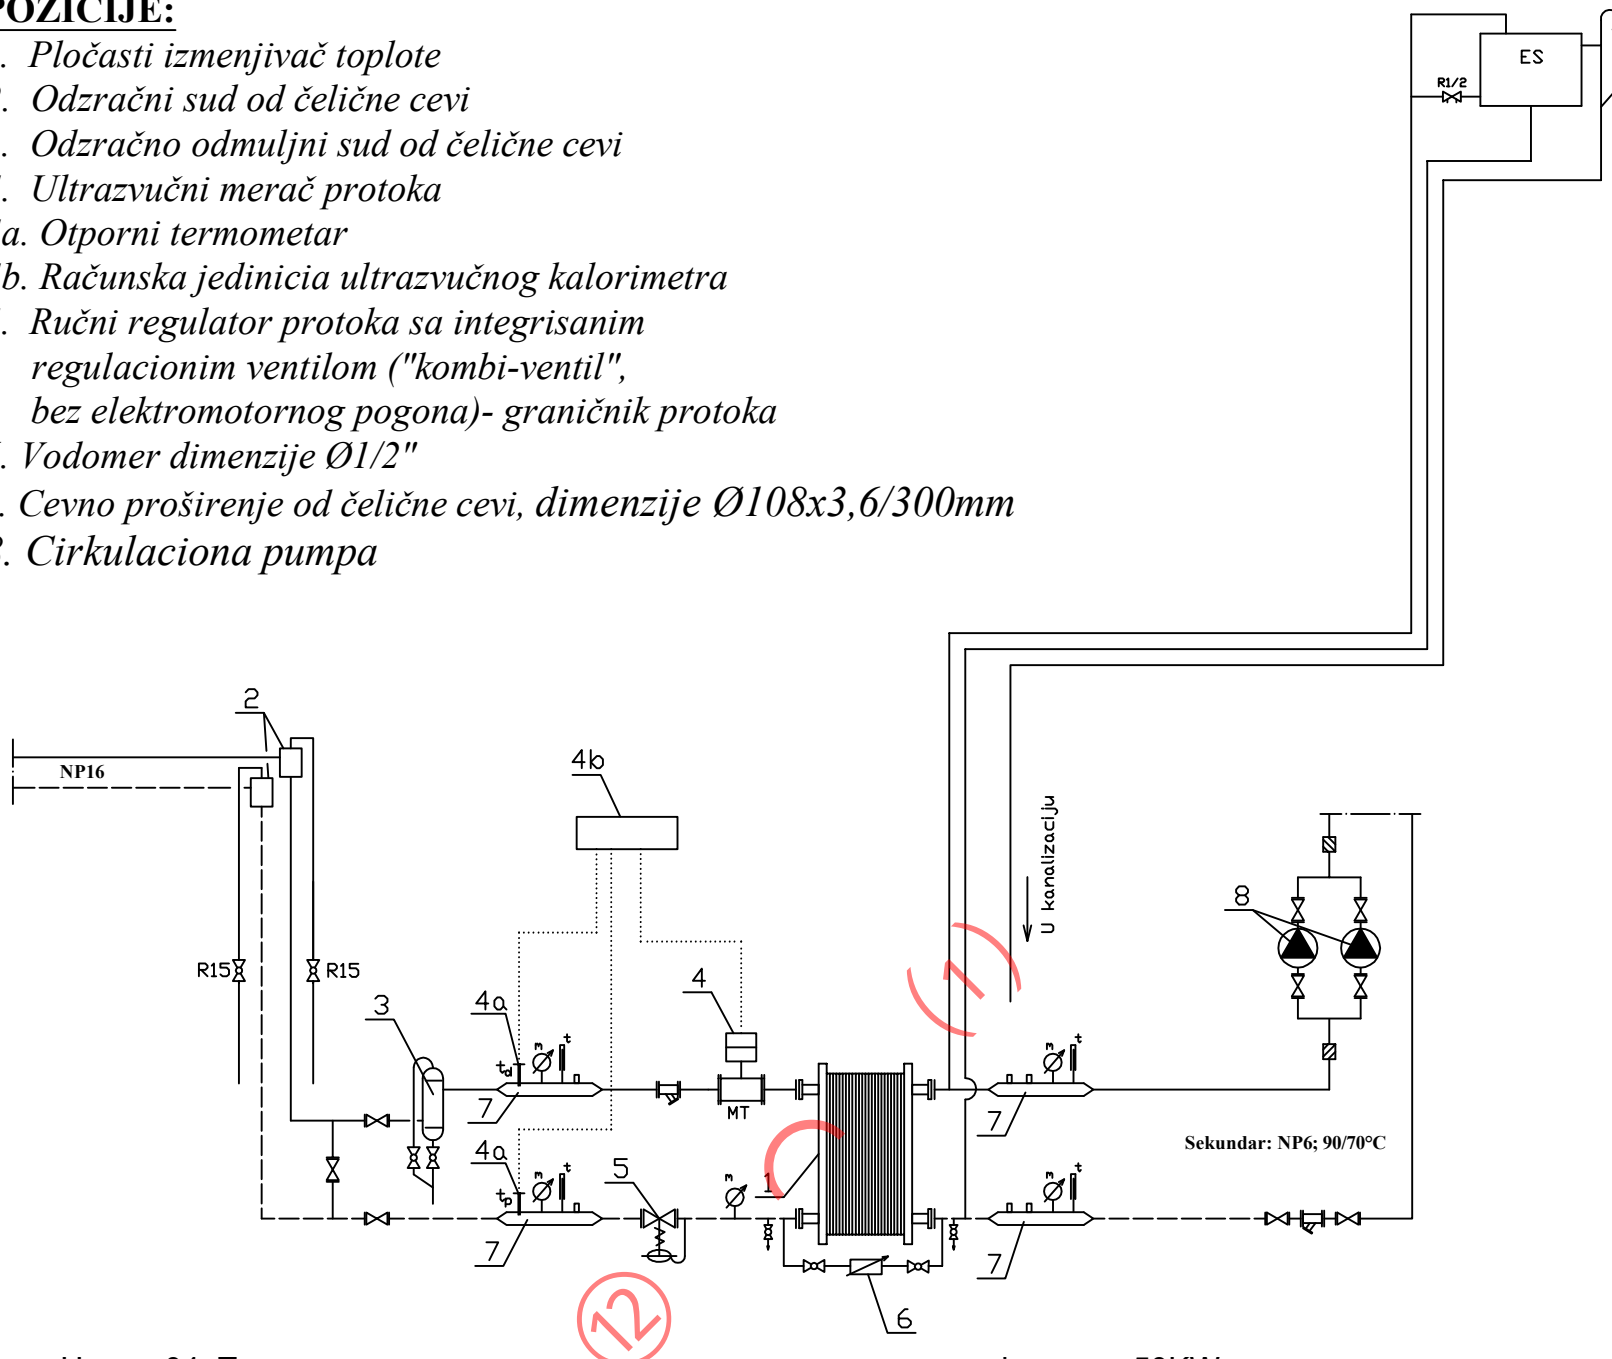 POZICIJE:
. Pločasti izmenjivač toplote
. Odzračni sud od čelične cevi
. Odzračno odmuljni sud od čelične cevi
. Ultrazvučni merač protoka
a. Otporni termometar
b. Računska jedinicia ultrazvučnog kalorimetra
. Ručni regulator protoka sa integrisanim
regulacionim ventilom ("kombi-ventil",
bez elektromotornog pogona)- graničnik protoka
. Vodomer dimenzije Ø1/2"
. Cevno proširenje od čelične cevi, dimenzije Ø108x3,6/300mm
. Cirkulaciona pumpa
ES
R1/2
2
NP16
4b
U kanalizaciju
8
R15
R15
(1)
3
4a
4
td
m
t
m
t
7
MT
7
Sekundar: NP6; 90/70°C
4a
5
m
1
tp
m
t
m
t
7
7
6
12